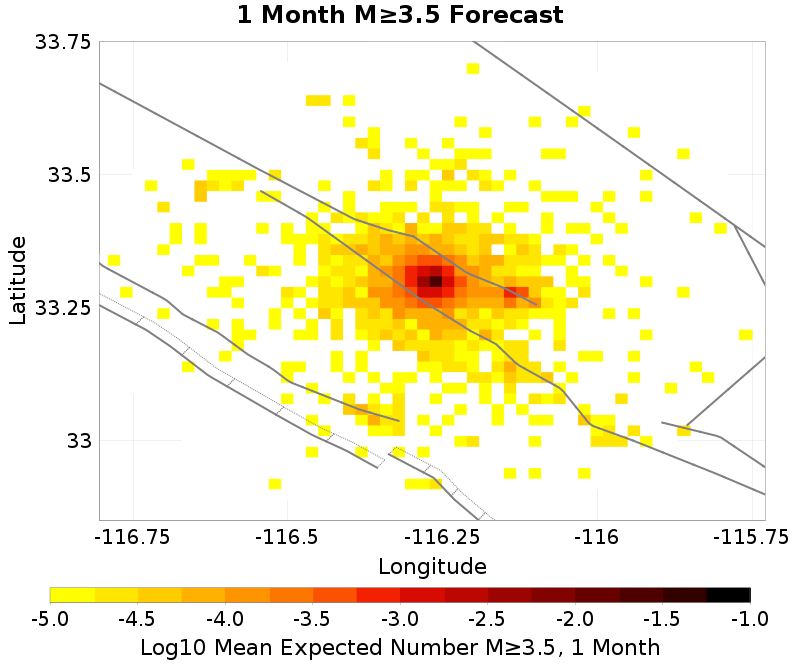 1 Month M≥3.5 Forecast
33.75
33.5
33.25
33
Latitude
-116.75 -116.5 -116.25 -116 -115.75
Longitude
-5.0 -4.5 -4.0 -3.5 -3.0 -2.5 -2.0 -1.5 -1.0
Log10 Mean Expected Number M≥3.5, 1 Month